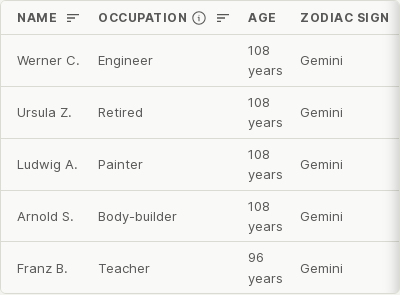 NAME OCCUPATION AGE ZODIAC SIGN
Werner C. Engineer 108 years Gemini
Ursula Z. Retired 108 years Gemini
Ludwig A. Painter 108 years Gemini
Arnold S. Body-builder 108 years Gemini
Franz B. Teacher 96 years Gemini